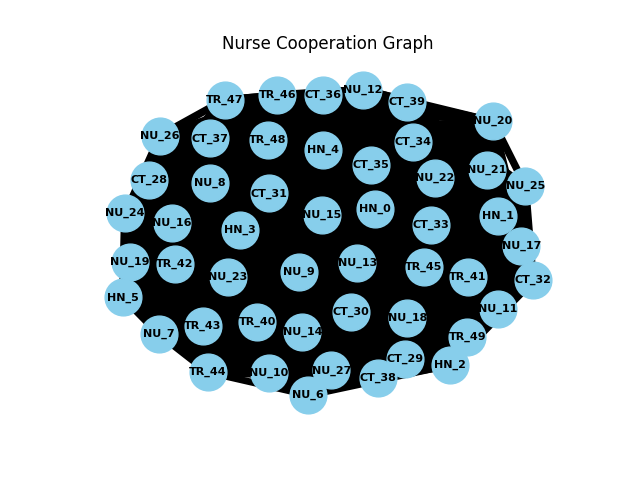 Nurse Cooperation Graph
NU_12
TR_46
CT_36
TR_47
CT_39
NU_20
NU_26
CT_37
TR_48
CT_34
HN_4
CT_35
NU_21
CT_28
NU_8
NU_22
NU_25
CT_31
HN_0
NU_24
NU_15
HN_1
NU_16
CT_33
HN_3
NU_17
NU_19
TR_42
NU_13
TR_45
NU_9
NU_23
TR_41
CT_32
HN_5
NU_11
CT_30
NU_18
TR_40
TR_43
NU_14
NU_7
TR_49
CT_29
HN_2
NU_27
TR_44
NU_10
CT_38
NU_6